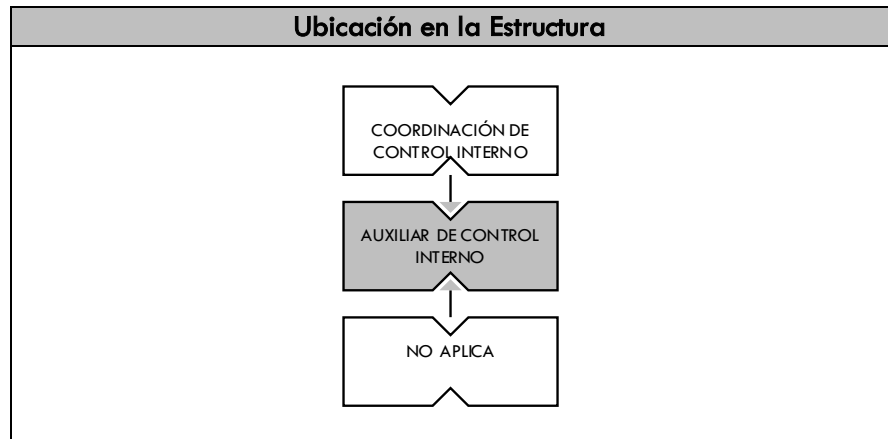 Ubicación en la Estructura
COORDINACIÓN DE
CONTROL INTERNO
AUXILIAR DE CONTROL
INTERNO
NO APLICA